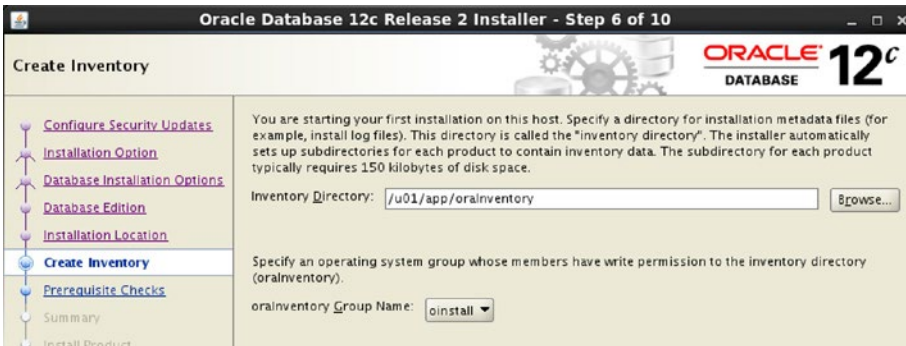 Oracle Database 12c Release 2 Installer - Step 6 of 10
Create Inventory
ORACLE
DATABASE
12c
Configure Security Updates
Installation Option
Database Installation Options
Database Edition
Installation Location
Create Inventory
Prerequisite Checks
Summary
Install Product
You are starting your first installation on this host. Specify a directory for installation metadata files (for
example, install log files). This directory is called the "inventory directory". The installer automatically
sets up subdirectories for each product to contain inventory data. The subdirectory for each product
typically requires 150 kilobytes of disk space.
Inventory Directory: /u01/app/oraInventory Browse...
Specify an operating system group whose members have write permission to the inventory directory
(oraInventory).
oraInventory Group Name: oinstall